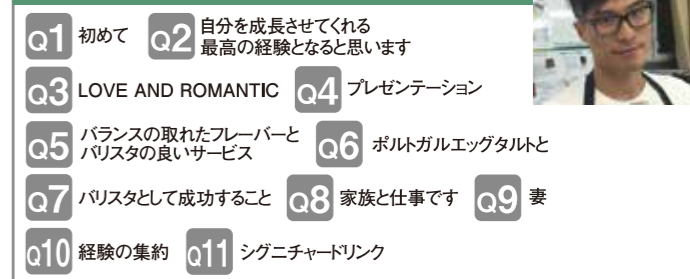 Q1 初めて Q2 自分を成長させてくれる
最高の経験となると思います
Q3 LOVE AND ROMANTIC Q4 プレゼンテーション
Q5 バランスの取れたフレーバーと
バリスタの良いサービス Q6 ポルトガルエッグタルトと
Q7 バリスタとして成功すること Q8 家族と仕事です Q9 妻
Q10 経験の集約 Q11 シグニチャードリンク